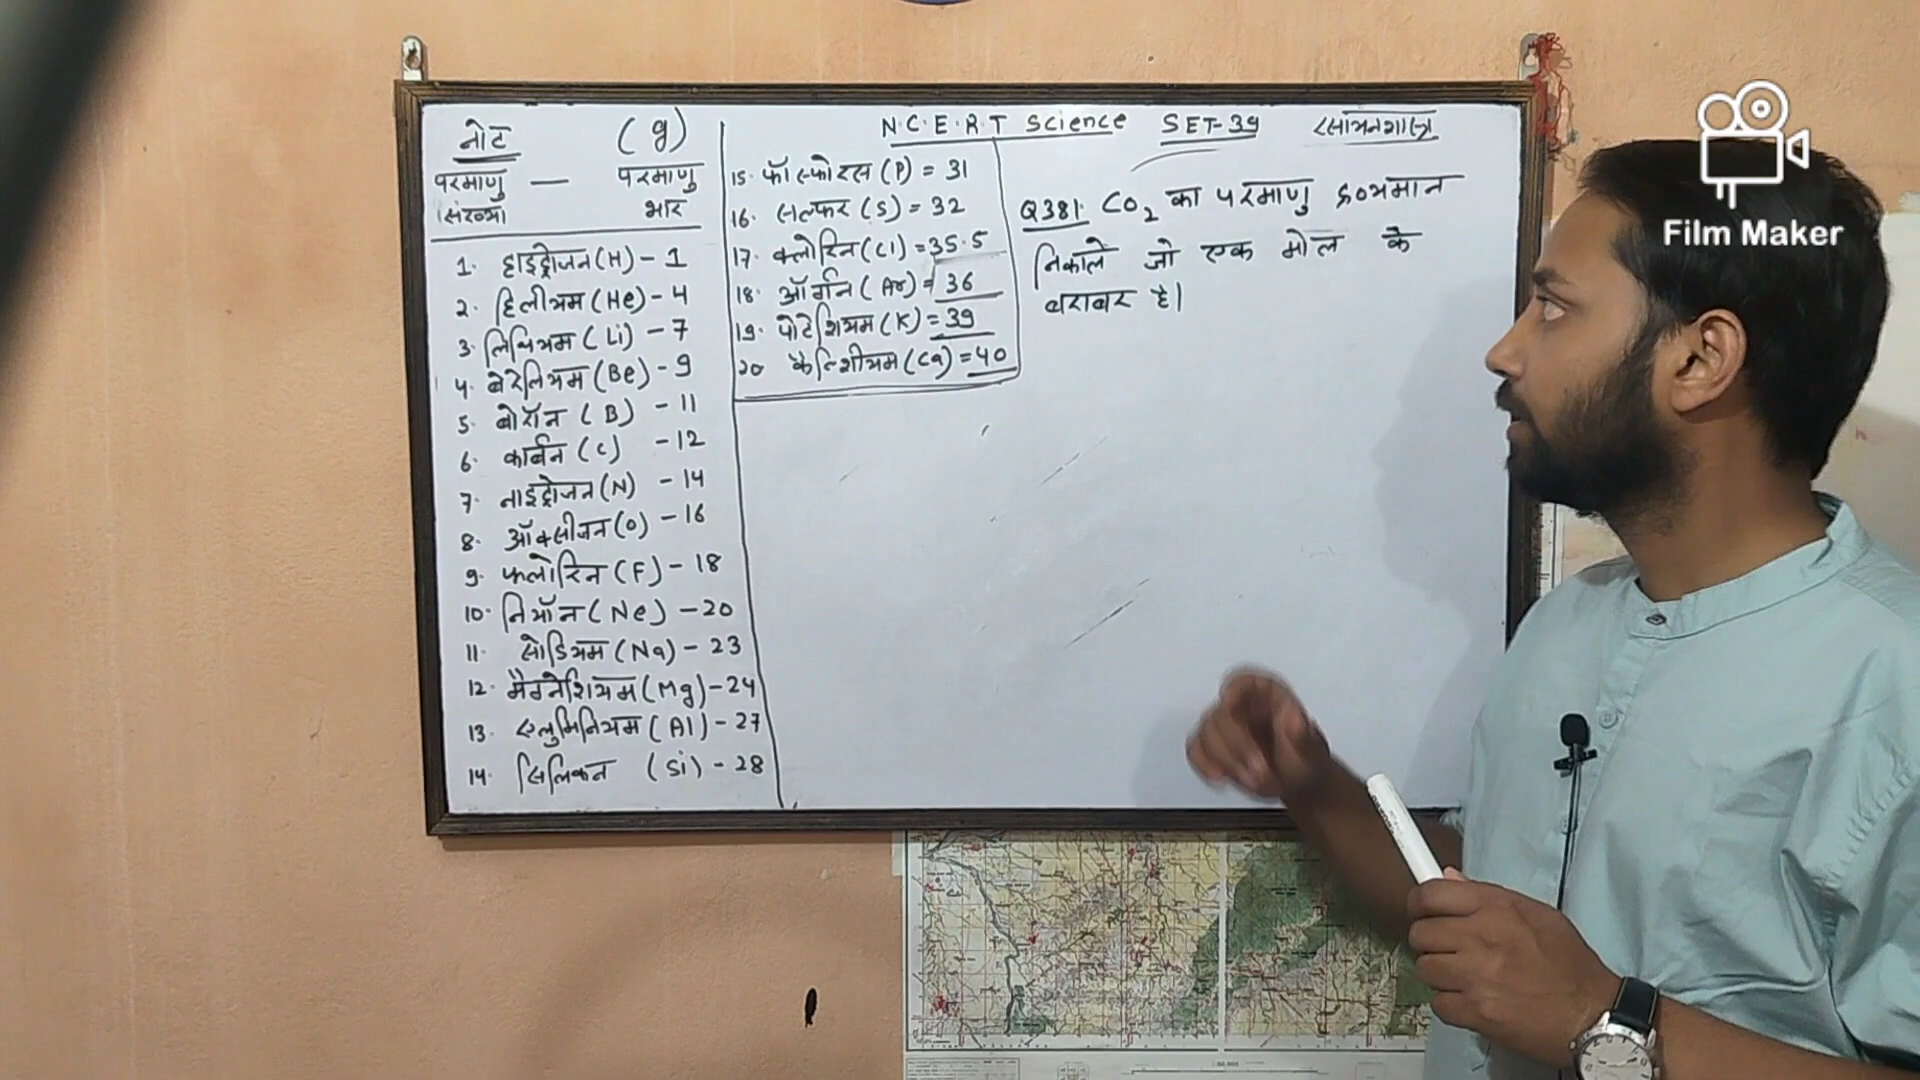 N.C.E.R.T Science SET-39 रसायनशास्त्र
नोट (g)
परमाणु — परमाणु
संख्या भार
1. हाइड्रोजन (H) - 1
2. हिलीयम (He) - 4
3. लिथियम (Li) - 7
4. बेरेलियम (Be) - 9
5. बोरॉन (B) - 11
6. कार्बन (C) - 12
7. नाइट्रोजन (N) - 14
8. ऑक्सीजन (O) - 16
9. फ्लोरिन (F) - 18
10. नियॉन (Ne) - 20
11. सोडियम (Na) - 23
12. मैग्नेशियम (Mg) - 24
13. एलुमिनियम (Al) - 27
14. सिलिकन (Si) - 28
15. फॉस्फोरस (P) = 31
16. सल्फर (S) = 32
17. क्लोरिन (Cl) = 35.5
18. ऑर्गन (Ar) = 36
19. पोटेशियम (K) = 39
20 कैल्शीयम (Ca) = 40
Q381. CO2 का परमाणु द्रव्यमान
निकाले जो एक मोल के
बराबर है।
Film Maker